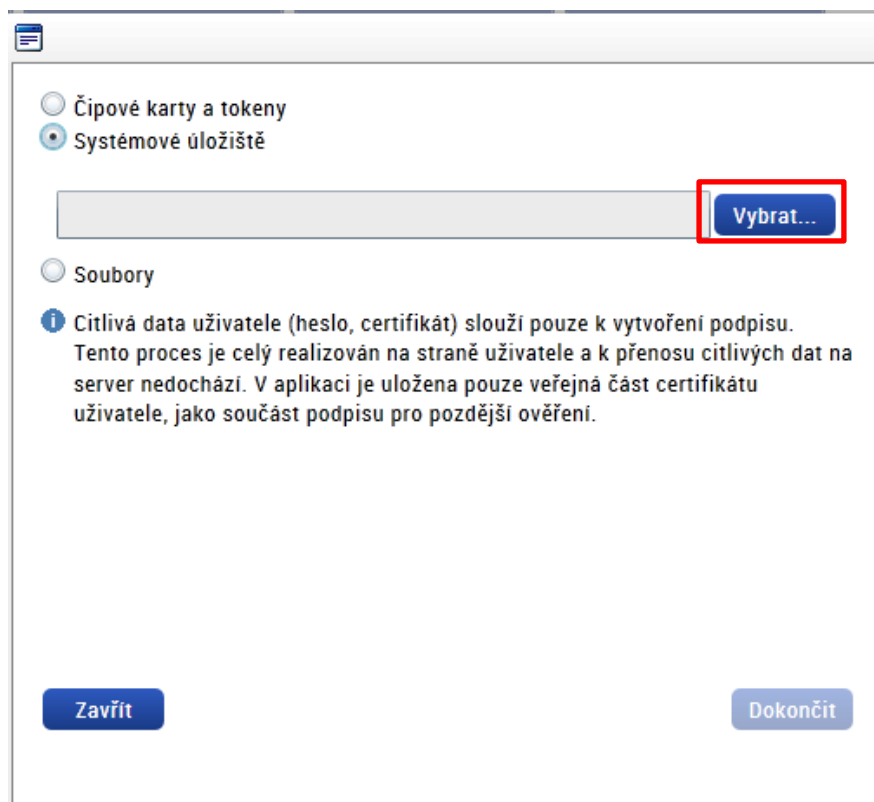 Čipové karty a tokeny
Systémové úložiště
Vybrat...
Soubory
Citlivá data uživatele (heslo, certifikát) slouží pouze k vytvoření podpisu.
Tento proces je celý realizován na straně uživatele a k přenosu citlivých dat na
server nedochází. V aplikaci je uložena pouze veřejná část certifikátu
uživatele, jako součást podpisu pro pozdější ověření.
Zavřít
Dokončit